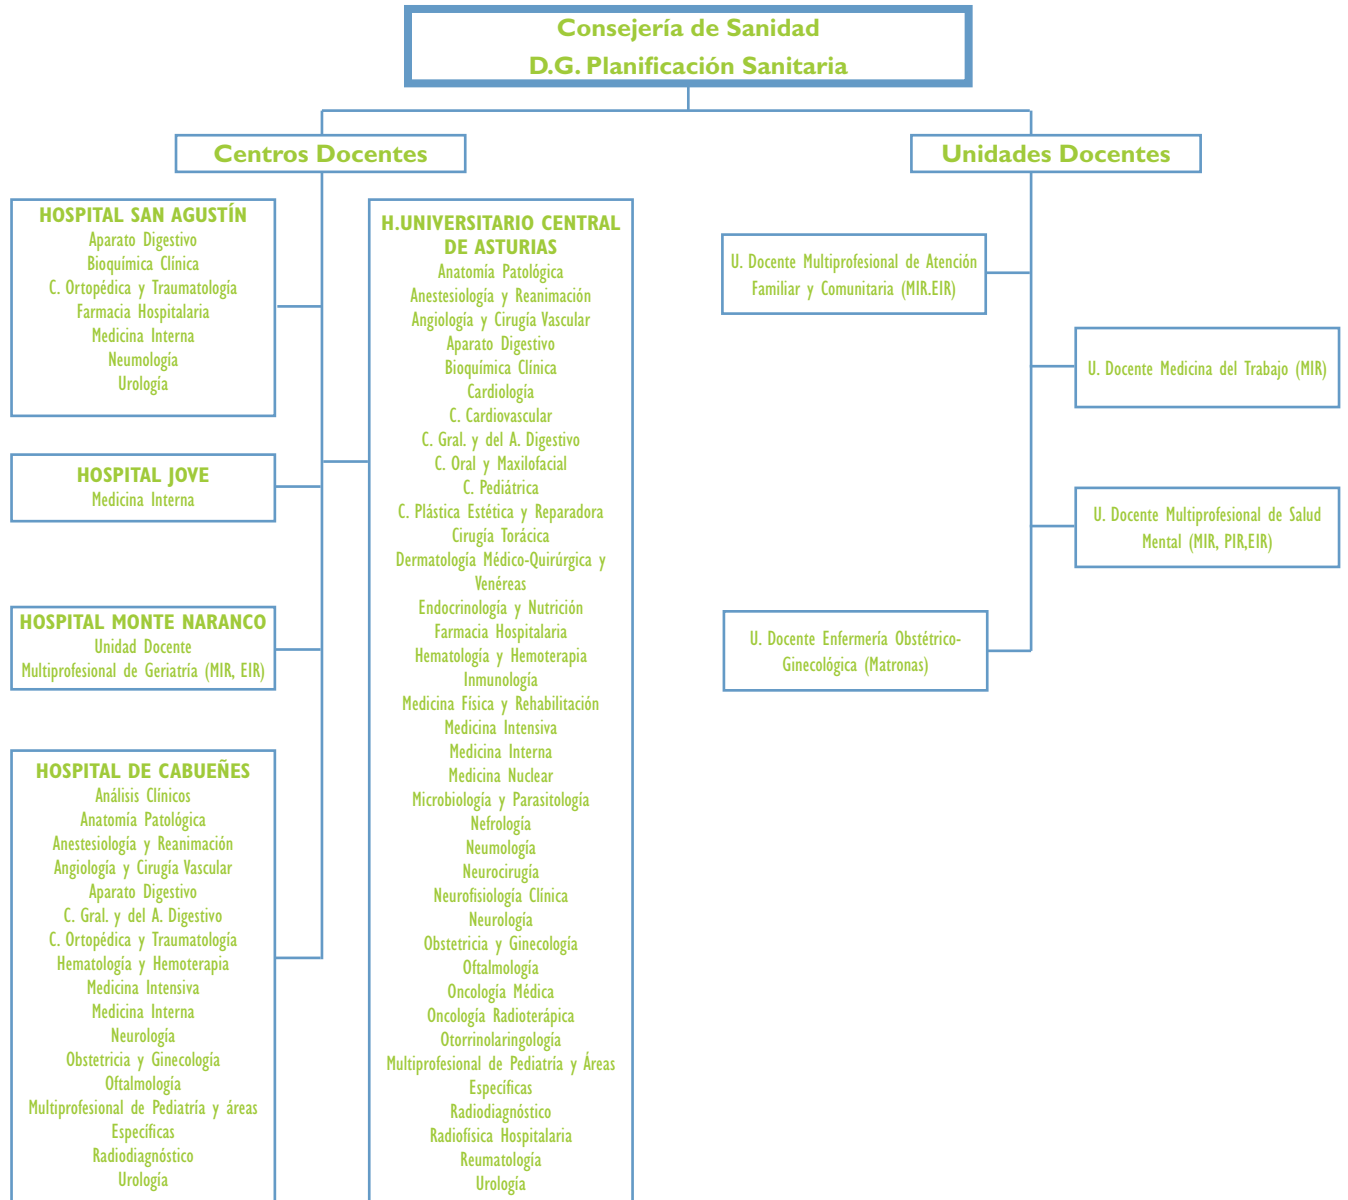 Consejería de Sanidad
D.G. Planificación Sanitaria
Centros Docentes
Unidades Docentes
HOSPITAL SAN AGUSTÍN
Aparato Digestivo
Bioquímica Clínica
C. Ortopédica y Traumatología
Farmacia Hospitalaria
Medicina Interna
Neumología
Urología
HOSPITAL JOVE
Medicina Interna
HOSPITAL MONTE NARANCO
Unidad Docente
Multiprofesional de Geriatría (MIR, EIR)
HOSPITAL DE CABUEÑES
Análisis Clínicos
Anatomía Patológica
Anestesiología y Reanimación
Angiología y Cirugía Vascular
Aparato Digestivo
C. Gral. y del A. Digestivo
C. Ortopédica y Traumatología
Hematología y Hemoterapia
Medicina Intensiva
Medicina Interna
Neurología
Obstetricia y Ginecología
Oftalmología
Multiprofesional de Pediatría y áreas
Específicas
Radiodiagnóstico
Urología
H.UNIVERSITARIO CENTRAL
DE ASTURIAS
Anatomía Patológica
Anestesiología y Reanimación
Angiología y Cirugía Vascular
Aparato Digestivo
Bioquímica Clínica
Cardiología
C. Cardiovascular
C. Gral. y del A. Digestivo
C. Oral y Maxilofacial
C. Pediátrica
C. Plástica Estética y Reparadora
Cirugía Torácica
Dermatología Médico-Quirúrgica y
Venéreas
Endocrinología y Nutrición
Farmacia Hospitalaria
Hematología y Hemoterapia
Inmunología
Medicina Física y Rehabilitación
Medicina Intensiva
Medicina Interna
Medicina Nuclear
Microbiología y Parasitología
Nefrología
Neumología
Neurocirugía
Neurofisiología Clínica
Neurología
Obstetricia y Ginecología
Oftalmología
Oncología Médica
Oncología Radioterápica
Otorrinolaringología
Multiprofesional de Pediatría y Áreas
Específicas
Radiodiagnóstico
Radiofísica Hospitalaria
Reumatología
Urología
U. Docente Multiprofesional de Atención
Familiar y Comunitaria (MIR.EIR)
U. Docente Medicina del Trabajo (MIR)
U. Docente Multiprofesional de Salud
Mental (MIR, PIR,EIR)
U. Docente Enfermería Obstétrico-
Ginecológica (Matronas)